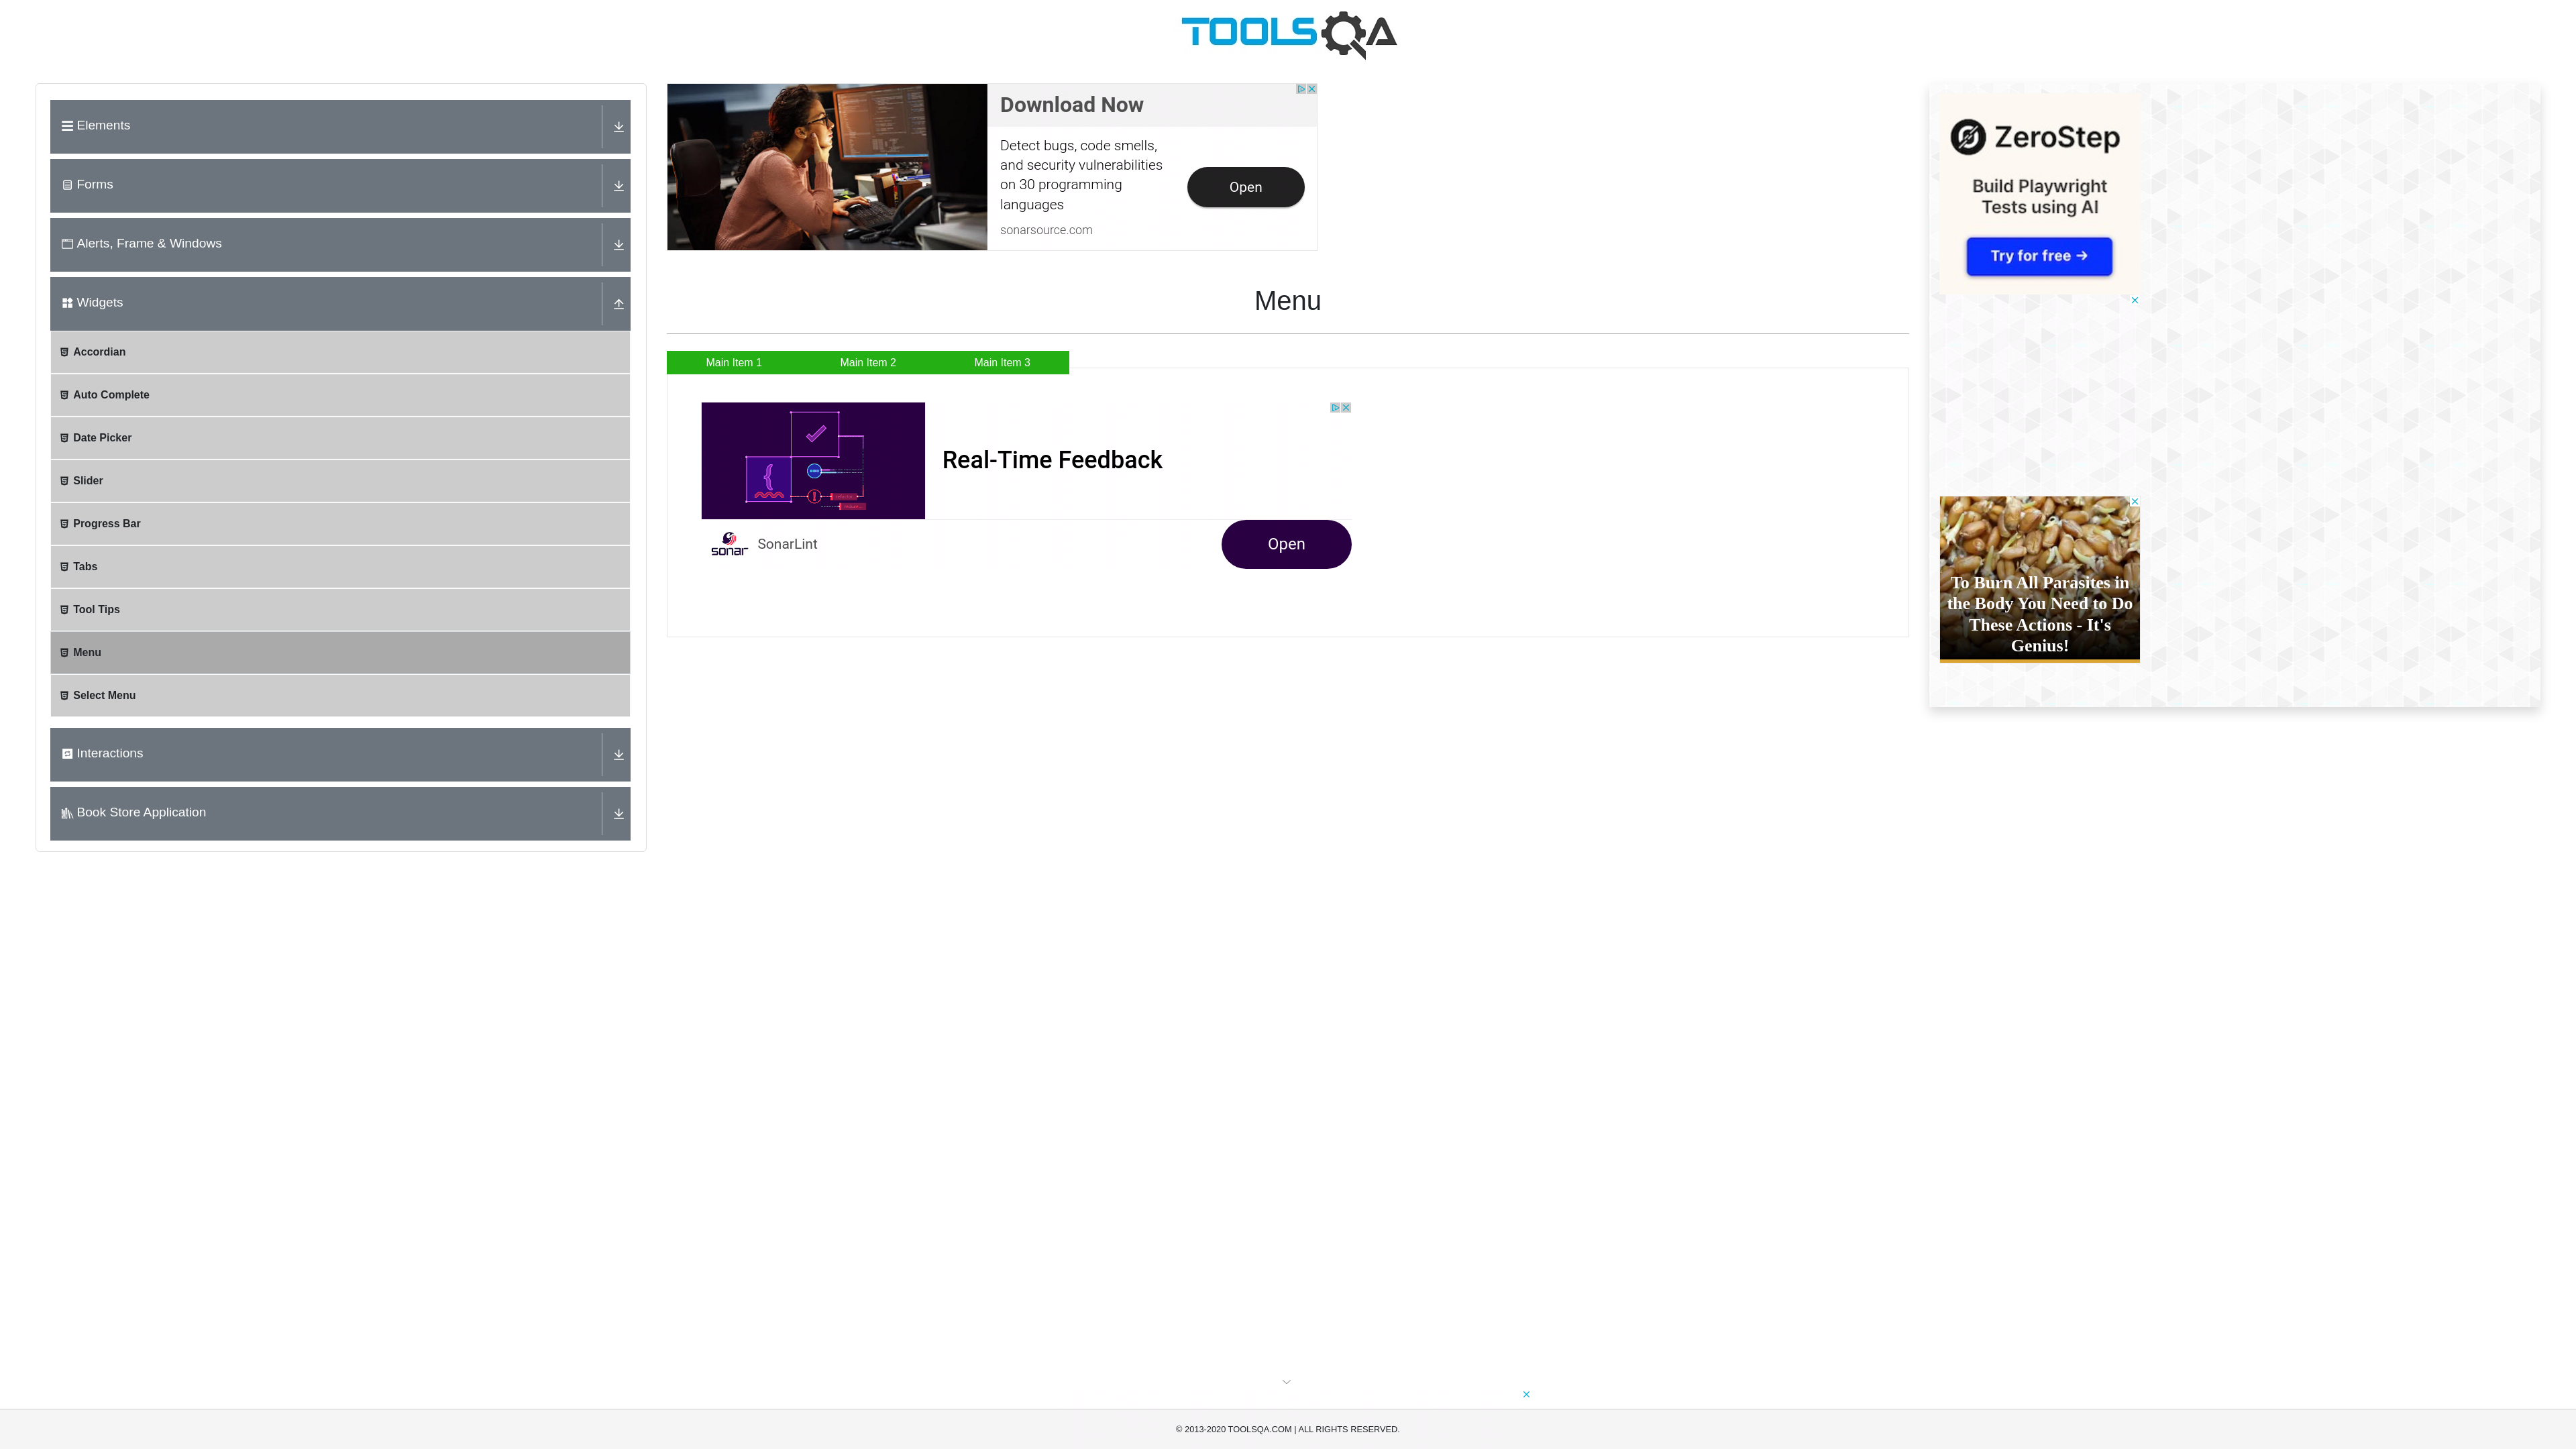 TOOLSQA
Elements
Forms
Alerts, Frame & Windows
Widgets
Accordian
Auto Complete
Date Picker
Slider
Progress Bar
Tabs
Tool Tips
Menu
Select Menu
Interactions
Book Store Application
Download Now
Detect bugs, code smells,
and security vulnerabilities
on 30 programming
languages
sonarsource.com
Open
Menu
Main Item 1
Main Item 2
Main Item 3
Real-Time Feedback
sonar
SonarLint
Open
ZeroStep
Build Playwright
Tests using AI
Try for free →
To Burn All Parasites in
the Body You Need to Do
These Actions - It's
Genius!
© 2013-2020 TOOLSQA.COM | ALL RIGHTS RESERVED.